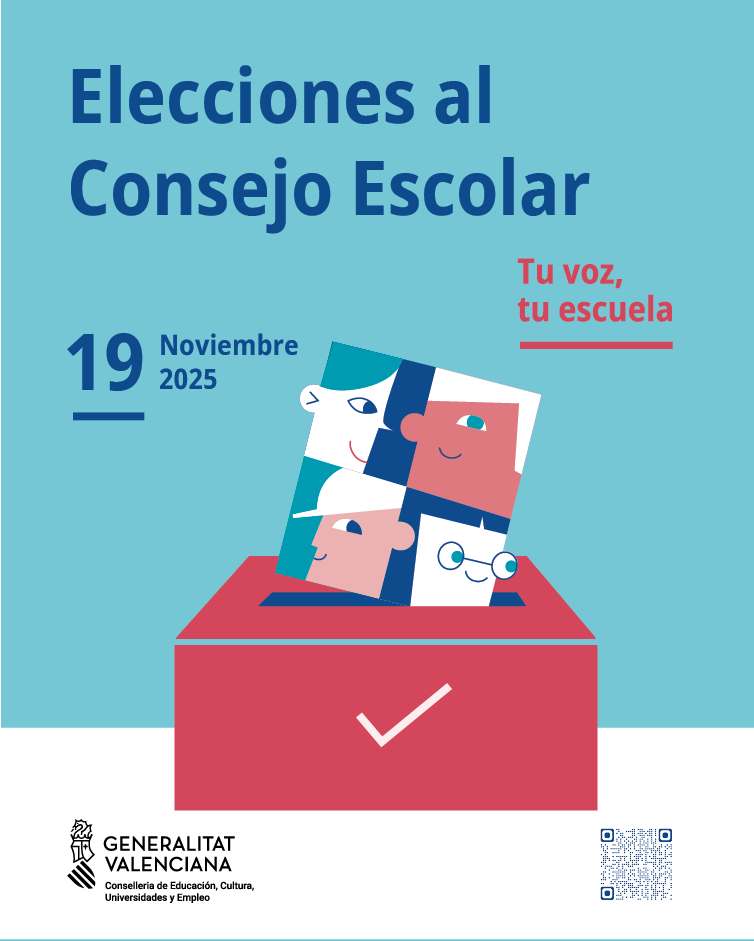 Elecciones al
Consejo Escolar
Tu voz,
tu escuela
19 Noviembre
2025
GENERALITAT
VALENCIANA
Conselleria de Educación, Cultura,
Universidades y Empleo